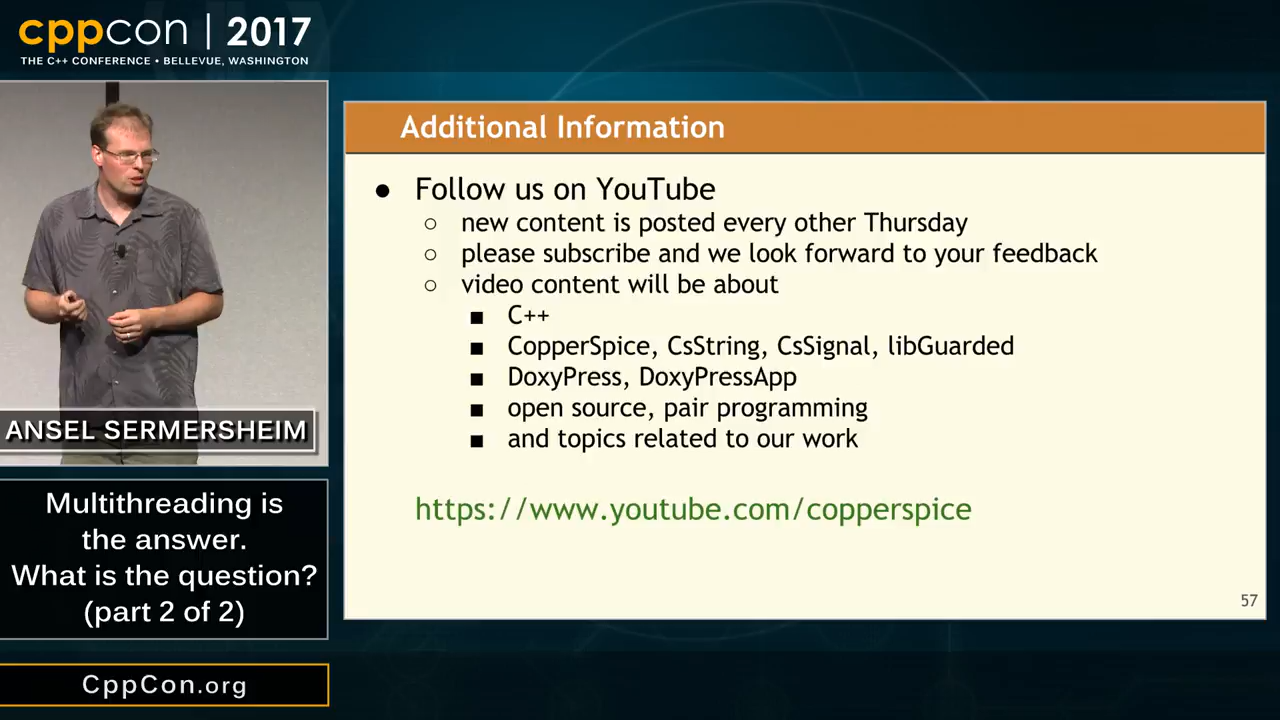 cppcon | 2017
THE C++ CONFERENCE • BELLEVUE, WASHINGTON
ANSEL SERMERSHEIM
Multithreading is
the answer.
What is the question?
(part 2 of 2)
CppCon.org
Additional Information
● Follow us on YouTube
○ new content is posted every other Thursday
○ please subscribe and we look forward to your feedback
○ video content will be about
■ C++
■ CopperSpice, CsString, CsSignal, libGuarded
■ DoxyPress, DoxyPressApp
■ open source, pair programming
■ and topics related to our work
https://www.youtube.com/copperspice
57